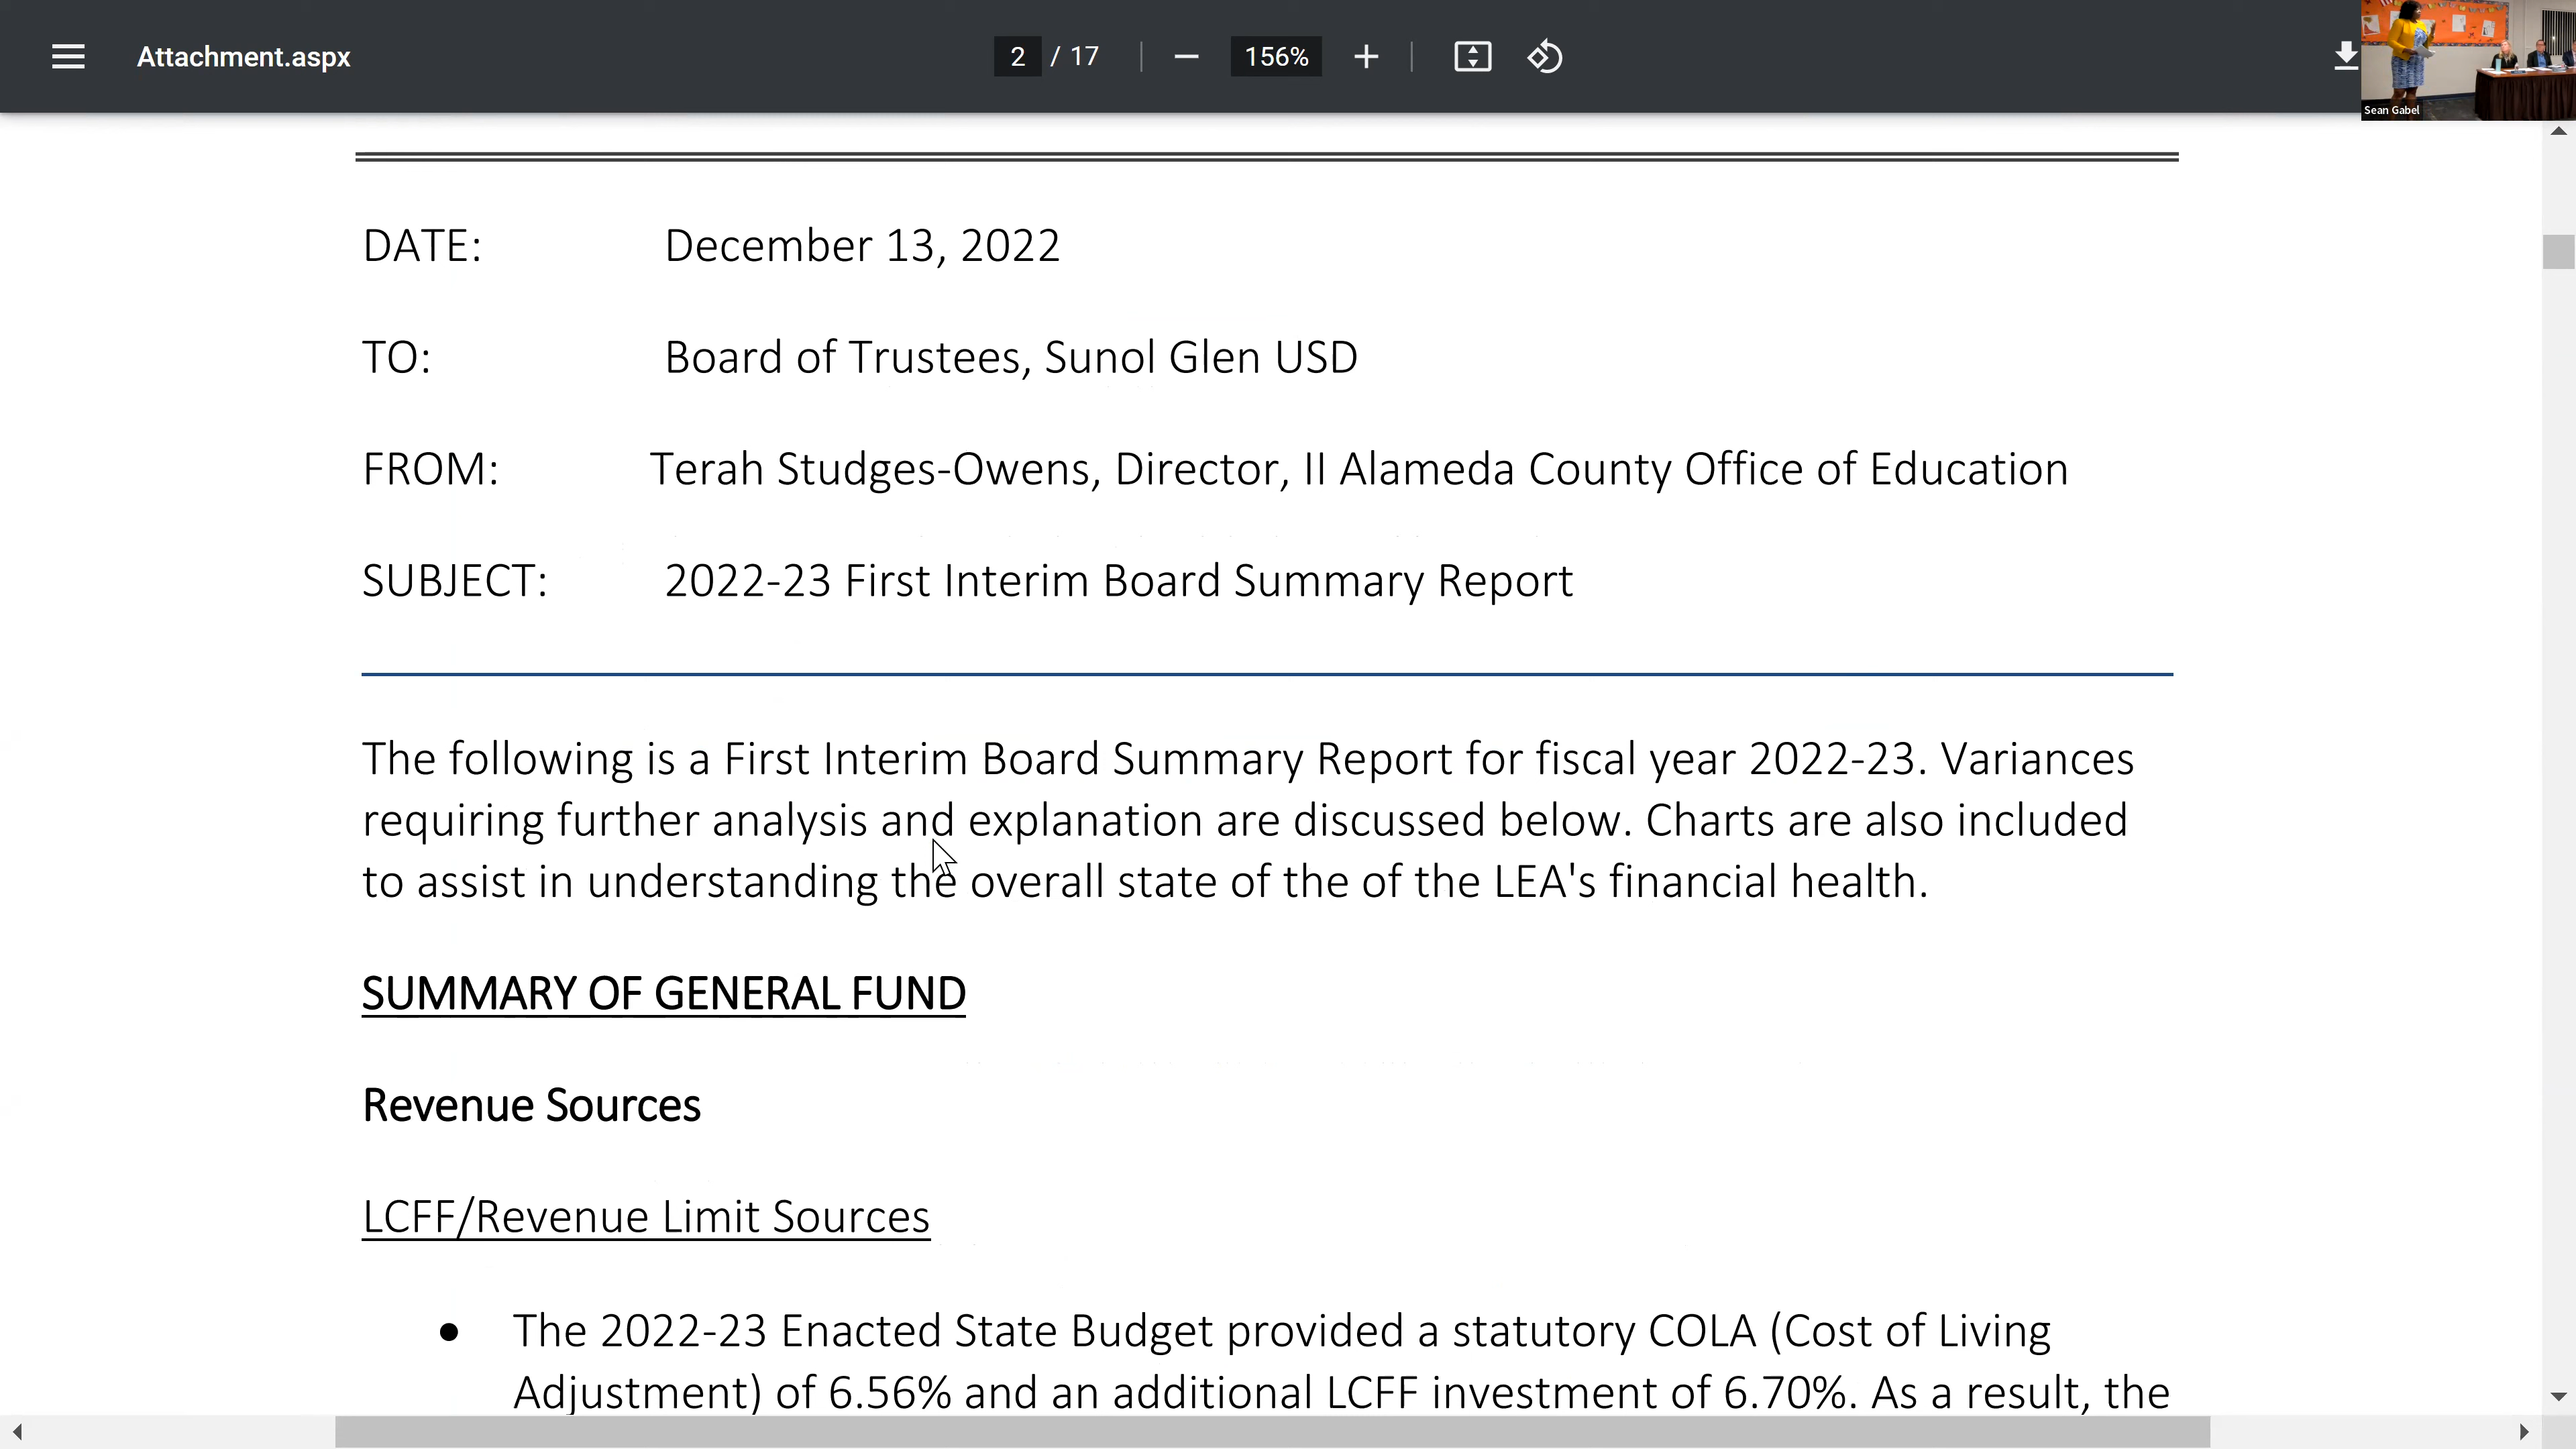 Attachment.aspx
2 / 17
156%
Sean Gabel
DATE: December 13, 2022
TO: Board of Trustees, Sunol Glen USD
FROM: Terah Studges-Owens, Director, II Alameda County Office of Education
SUBJECT: 2022-23 First Interim Board Summary Report
The following is a First Interim Board Summary Report for fiscal year 2022-23. Variances
requiring further analysis and explanation are discussed below. Charts are also included
to assist in understanding the overall state of the of the LEA's financial health.
SUMMARY OF GENERAL FUND
Revenue Sources
LCFF/Revenue Limit Sources
● The 2022-23 Enacted State Budget provided a statutory COLA (Cost of Living
Adjustment) of 6.56% and an additional LCFF investment of 6.70%. As a result, the